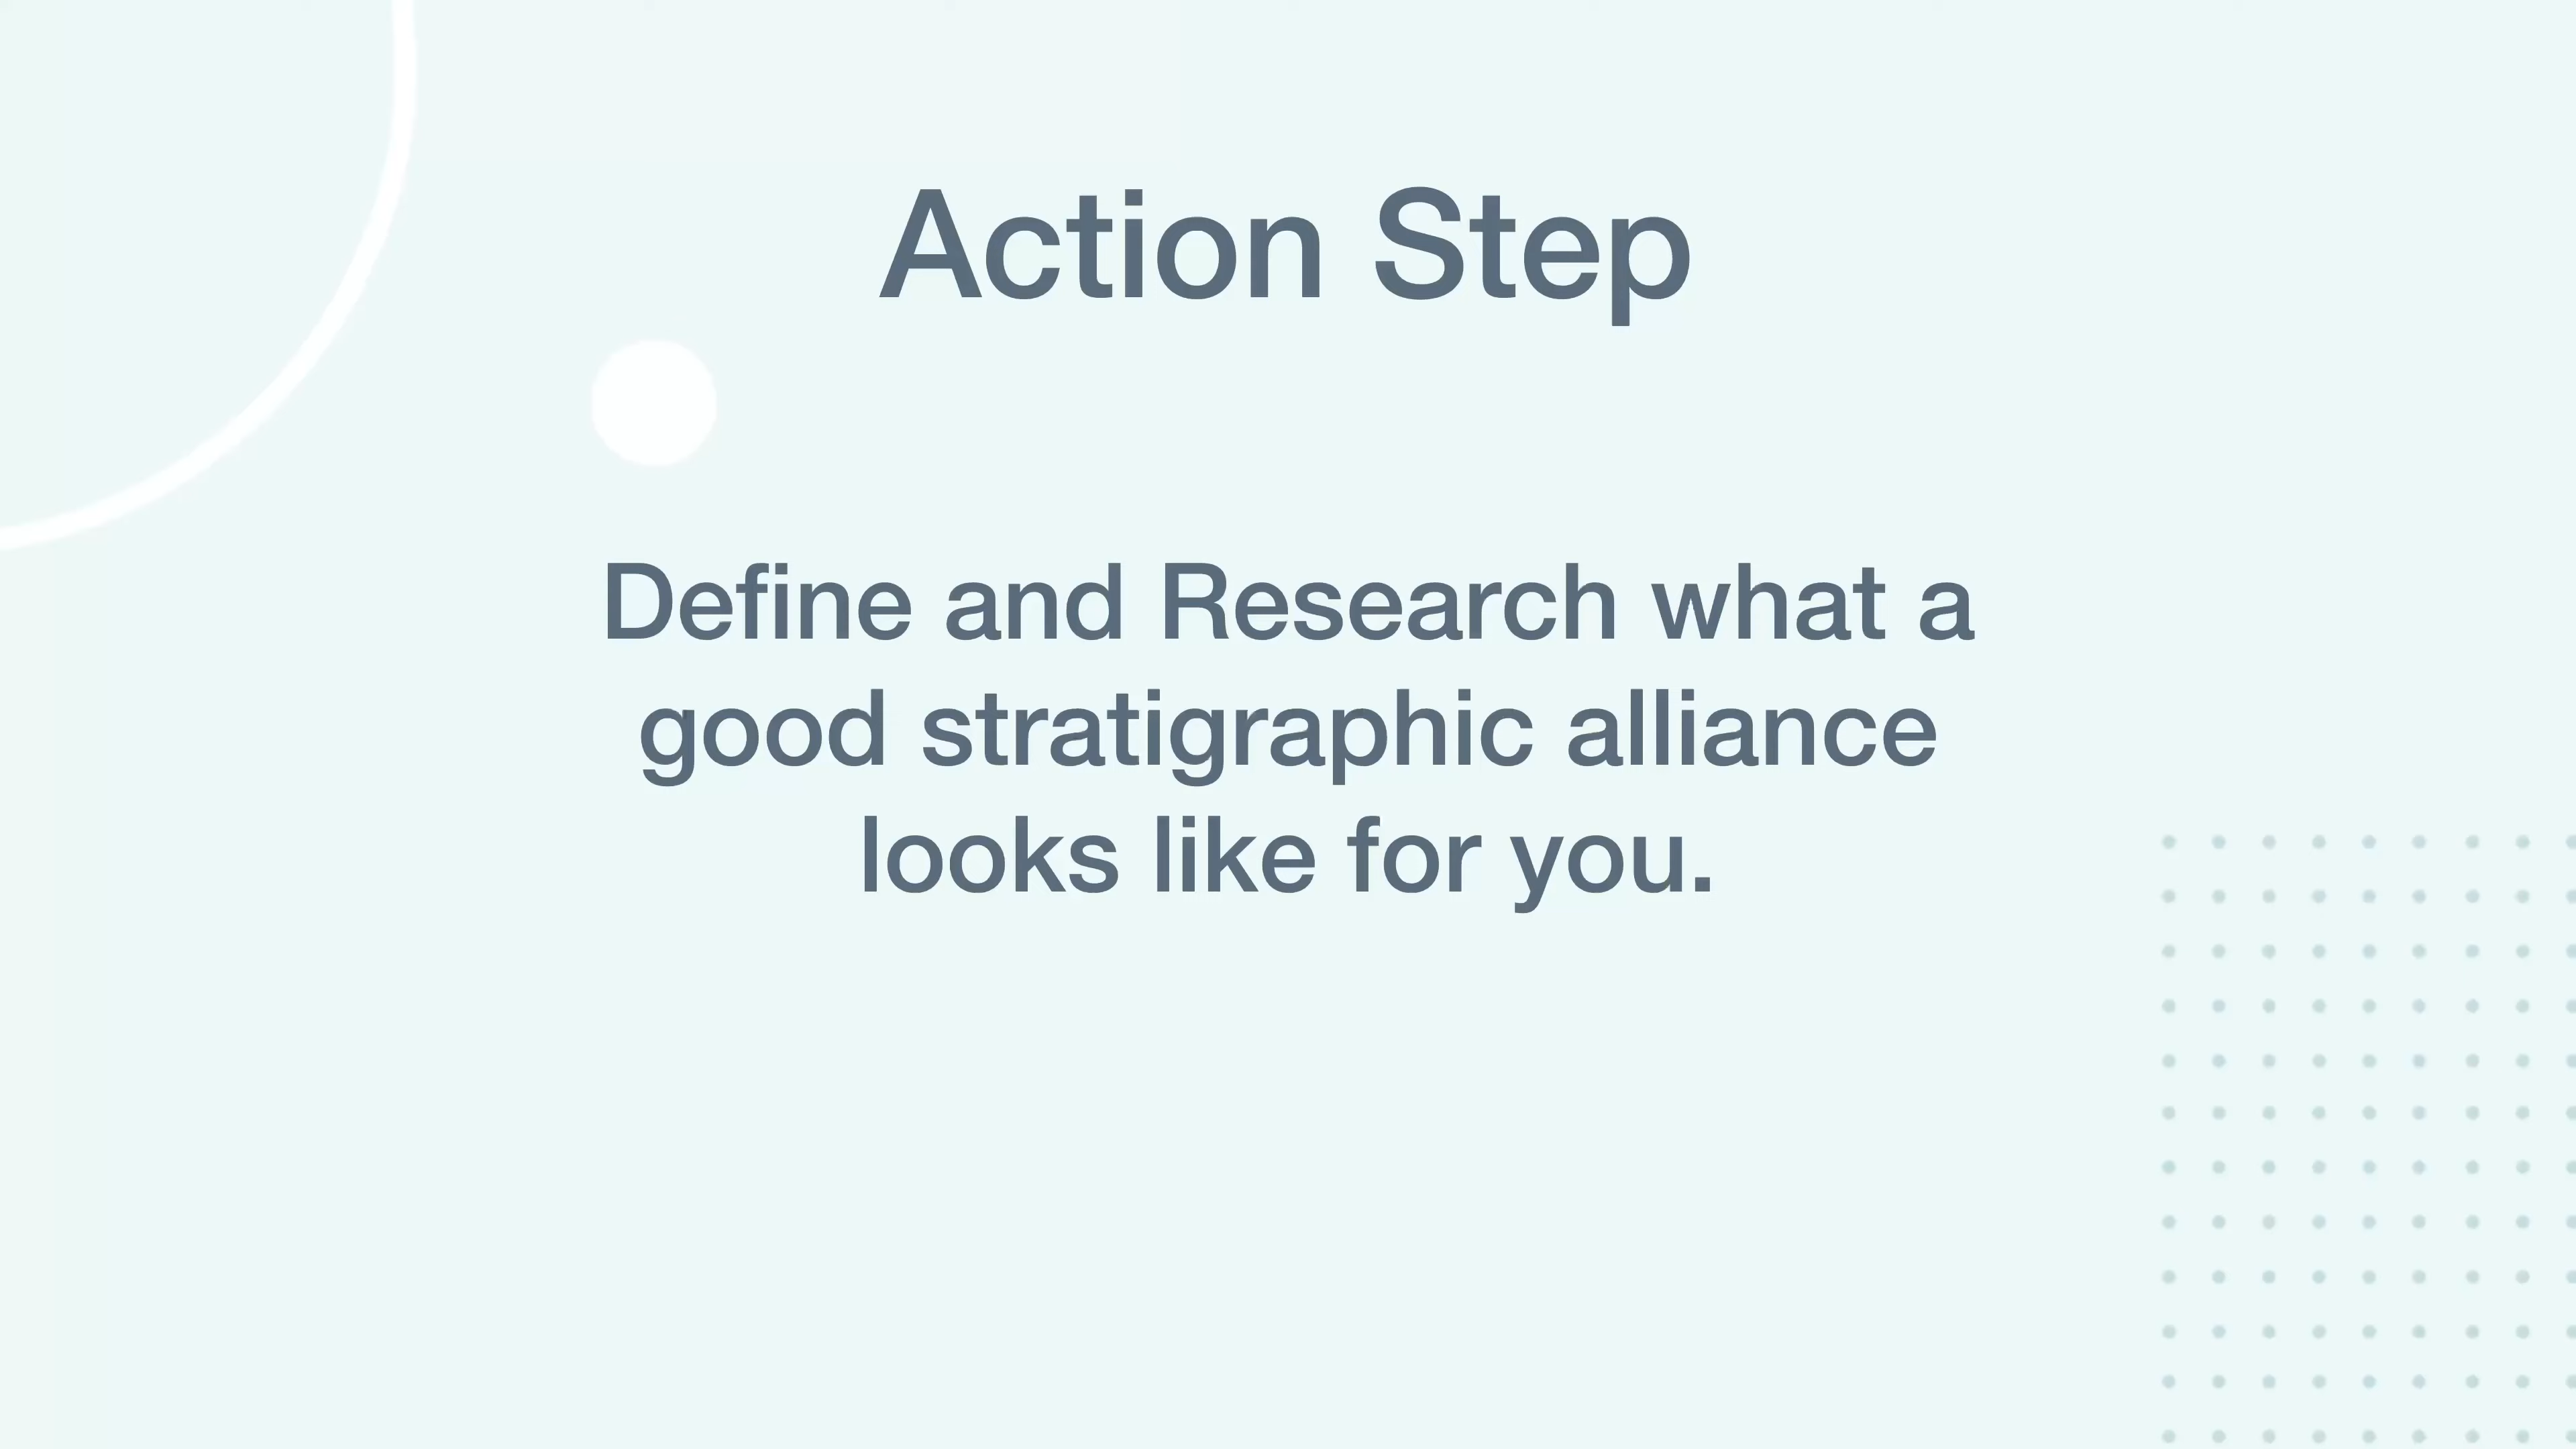 Action Step
Define and Research what a
good stratigraphic alliance
looks like for you.